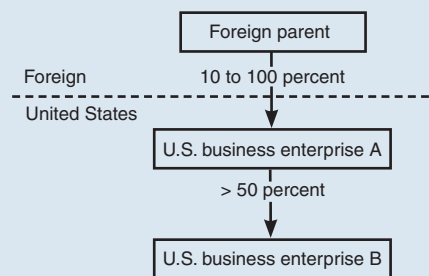 Foreign parent
Foreign
10 to 100 percent
United States
U.S. business enterprise A
> 50 percent
U.S. business enterprise B